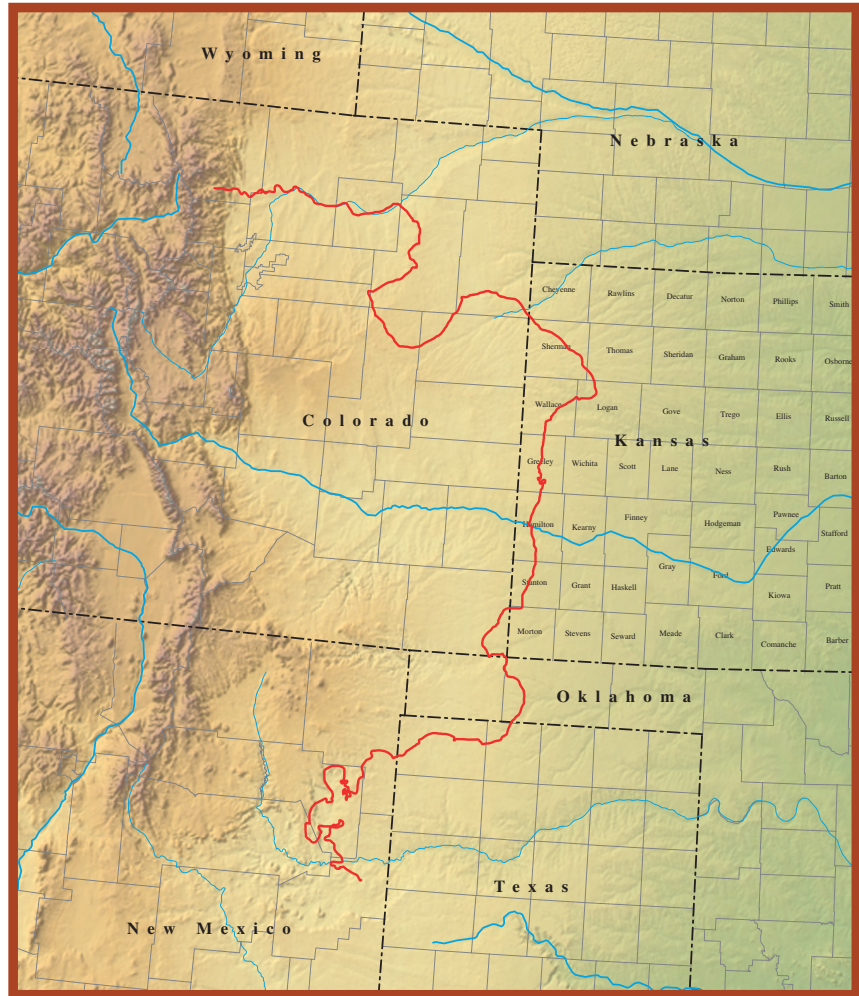 Wyoming
Nebraska
Cheyenne Rawlins Decatur Norton Phillips Smith
Sherman Thomas Sheridan Graham Rooks Osborne
Wallace Logan Gove Trego Ellis Russell
Colorado
Kansas
Greeley Wichita Scott Lane Ness Rush Barton
Hamilton Kearny Finney Hodgeman Pawnee Stafford
Edwards
Stanton Grant Haskell Gray Ford Kiowa Pratt
Morton Stevens Seward Meade Clark Comanche Barber
Oklahoma
Texas
New Mexico